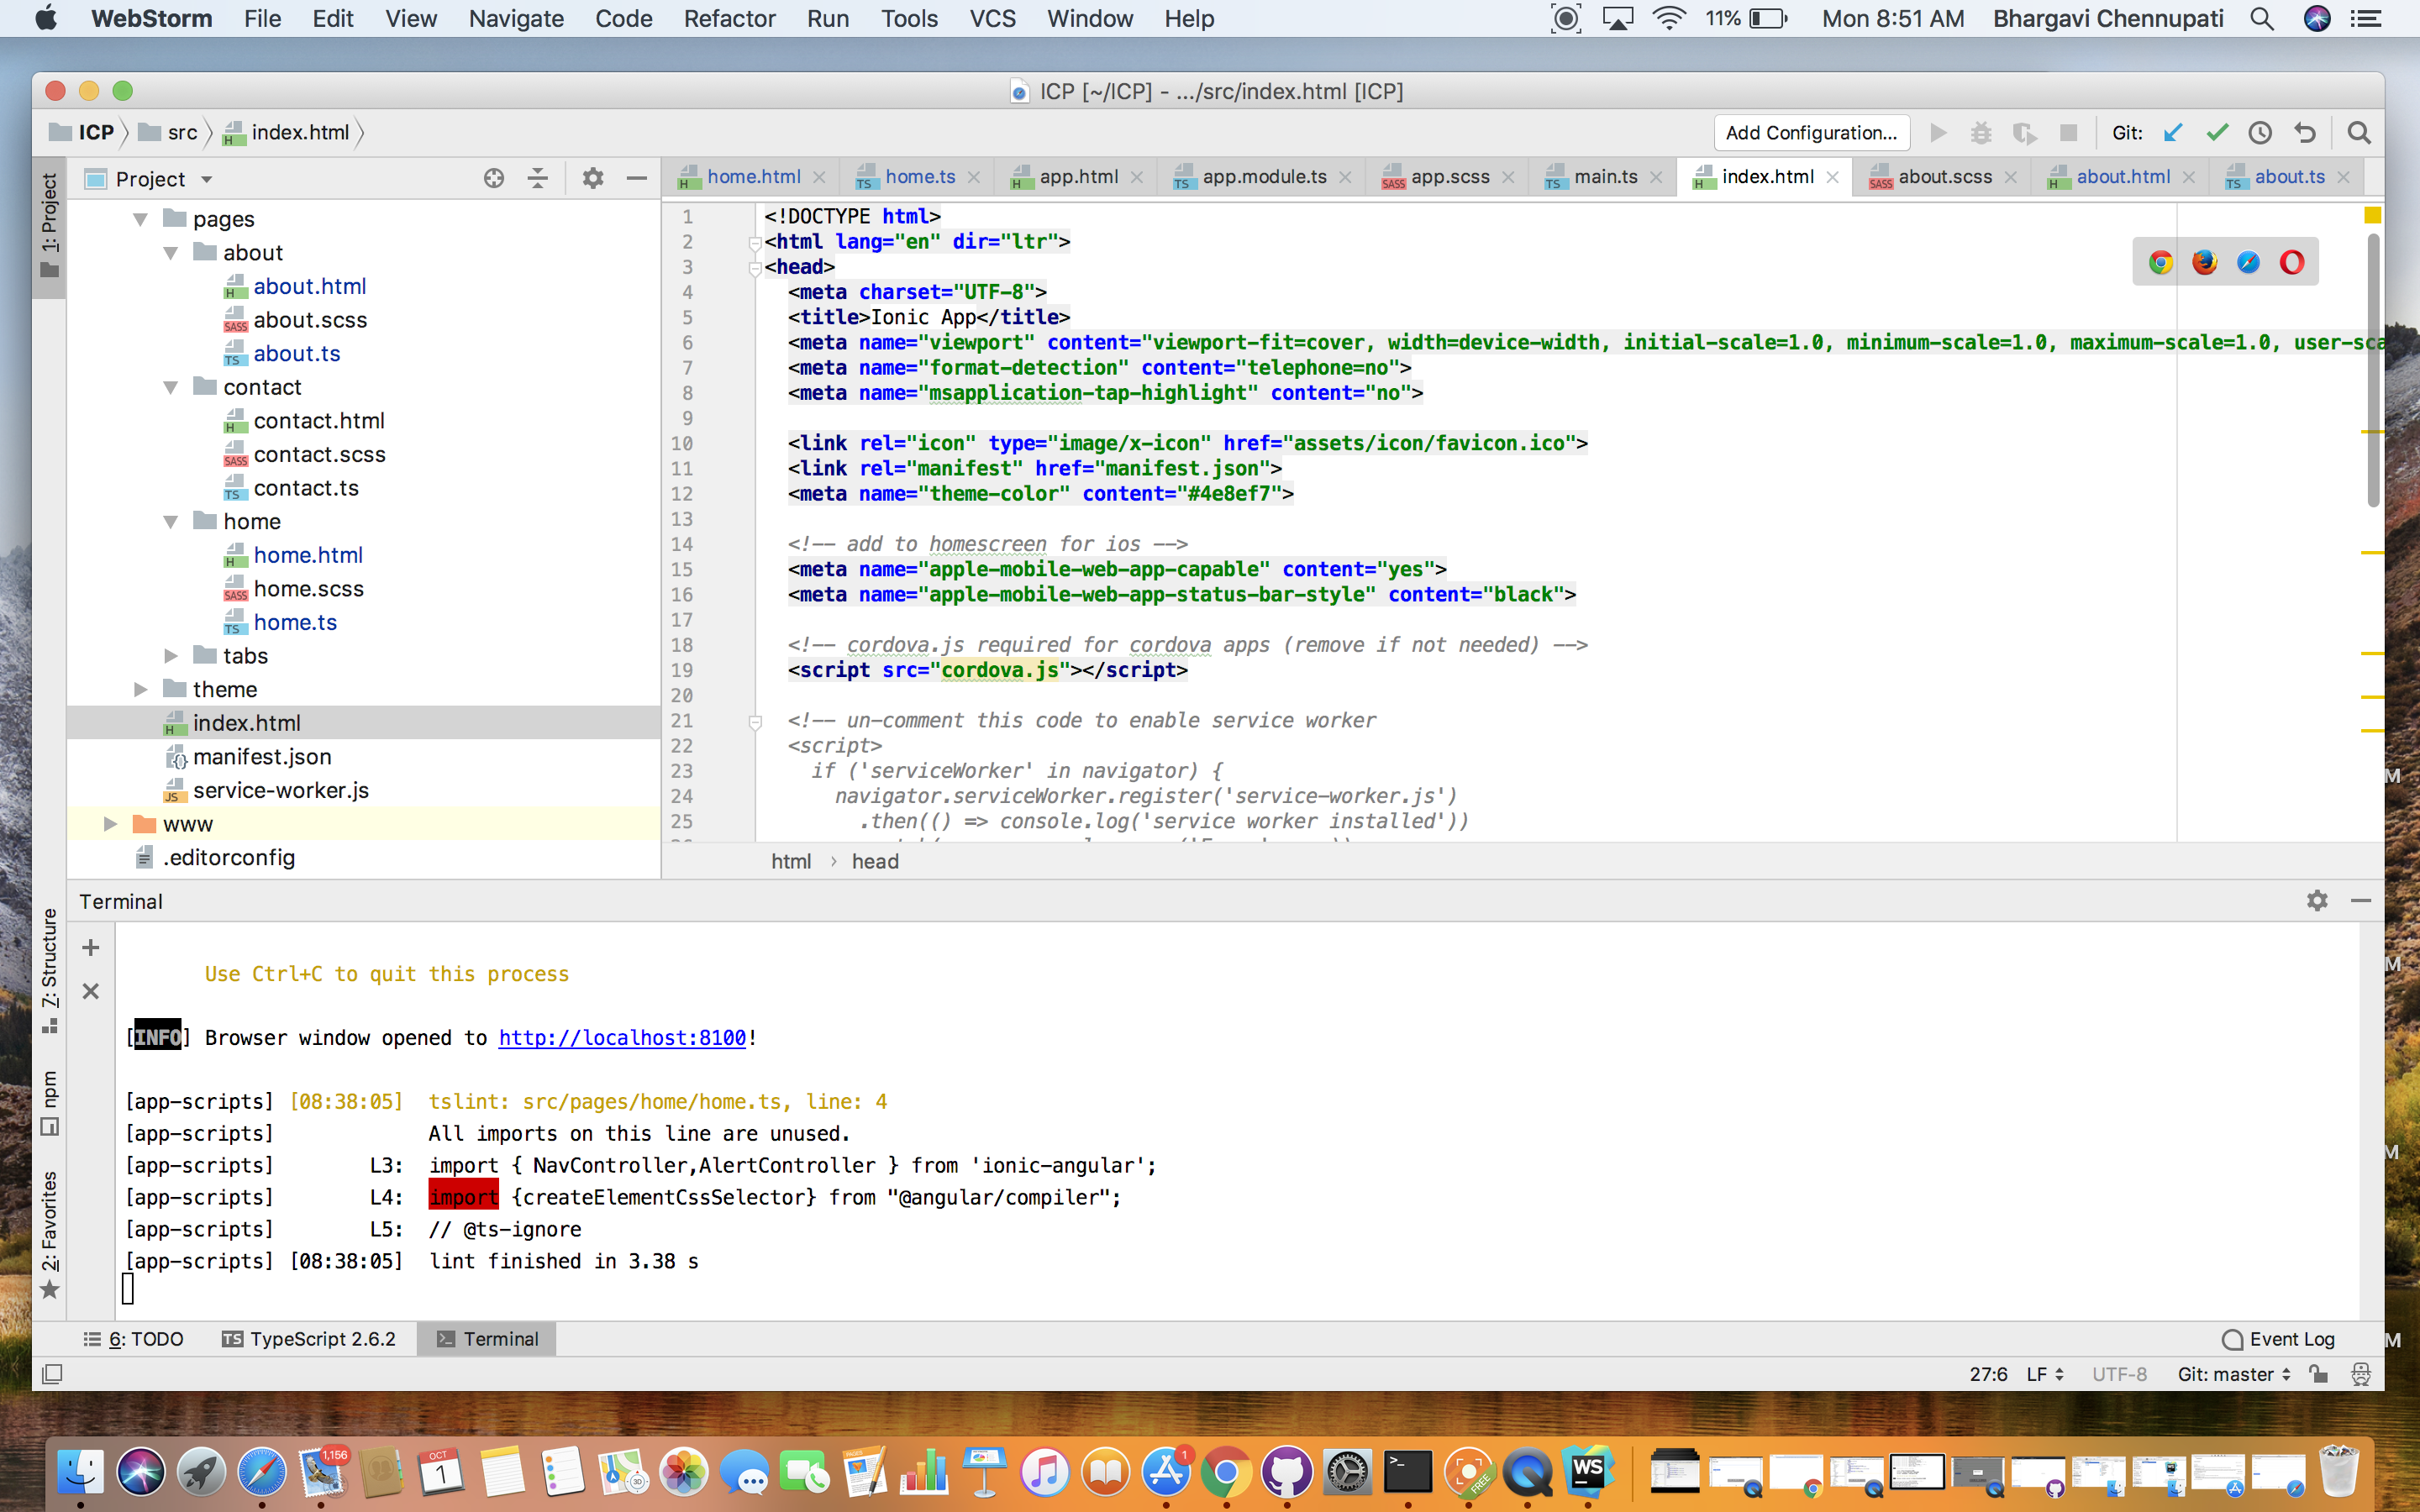 WebStorm File Edit View Navigate Code Refactor Run Tools VCS Window Help 11% Mon 8:51 AM Bhargavi Chennupati
ICP [~/ICP] - .../src/index.html [ICP]
ICP src index.html Add Configuration... Git:
1: Project
Project
home.html home.ts app.html app.module.ts app.scss main.ts index.html about.scss about.html about.ts
pages
about
about.html
about.scss
about.ts
contact
contact.html
contact.scss
contact.ts
home
home.html
home.scss
home.ts
tabs
theme
index.html
manifest.json
service-worker.js
www
.editorconfig
1 <!DOCTYPE html>
2 <html lang="en" dir="ltr">
3 <head>
4 <meta charset="UTF-8">
5 <title>Ionic App</title>
6 <meta name="viewport" content="viewport-fit=cover, width=device-width, initial-scale=1.0, minimum-scale=1.0, maximum-scale=1.0, user-sca
7 <meta name="format-detection" content="telephone=no">
8 <meta name="msapplication-tap-highlight" content="no">
9
10 <link rel="icon" type="image/x-icon" href="assets/icon/favicon.ico">
11 <link rel="manifest" href="manifest.json">
12 <meta name="theme-color" content="#4e8ef7">
13
14 <!-- add to homescreen for ios -->
15 <meta name="apple-mobile-web-app-capable" content="yes">
16 <meta name="apple-mobile-web-app-status-bar-style" content="black">
17
18 <!-- cordova.js required for cordova apps (remove if not needed) -->
19 <script src="cordova.js"></script>
20
21 <!-- un-comment this code to enable service worker
22 <script>
23 if ('serviceWorker' in navigator) {
24 navigator.serviceWorker.register('service-worker.js')
25 .then(() => console.log('service worker installed'))
html › head
Terminal
7: Structure
npm
2: Favorites
Use Ctrl+C to quit this process
[INFO] Browser window opened to http://localhost:8100!
[app-scripts] [08:38:05] tslint: src/pages/home/home.ts, line: 4
[app-scripts] All imports on this line are unused.
[app-scripts] L3: import { NavController,AlertController } from 'ionic-angular';
[app-scripts] L4: import {createElementCssSelector} from "@angular/compiler";
[app-scripts] L5: // @ts-ignore
[app-scripts] [08:38:05] lint finished in 3.38 s
6: TODO TypeScript 2.6.2 Terminal Event Log
27:6 LF UTF-8 Git: master
1,156
OCT
1
PAGES
1
FREE
WS